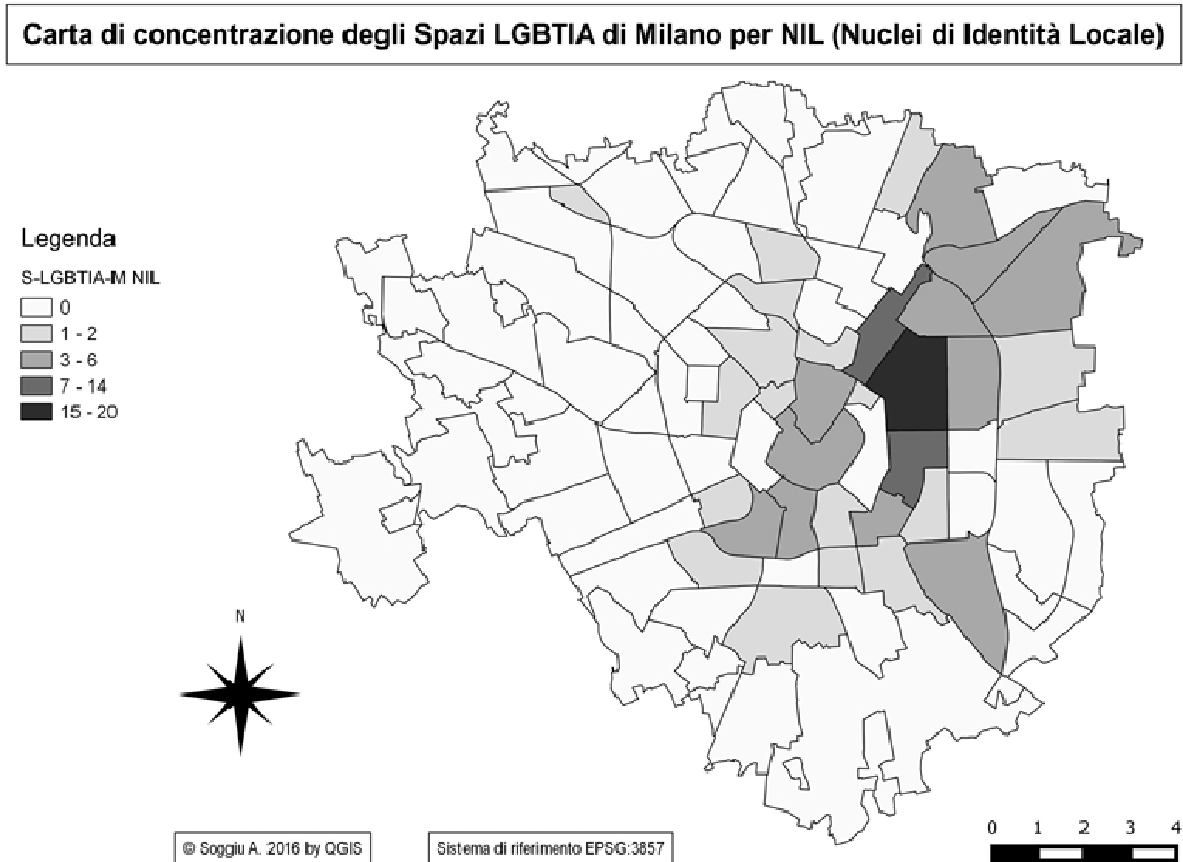 Carta di concentrazione degli Spazi LGBTIA di Milano per NIL (Nuclei di Identità Locale)
Legenda
S-LGBTIA-M NIL
0
1 - 2
3 - 6
7 - 14
15 - 20
N
© Soggiu A. 2016 by QGIS
Sistema di riferimento EPSG:3857
0 1 2 3 4